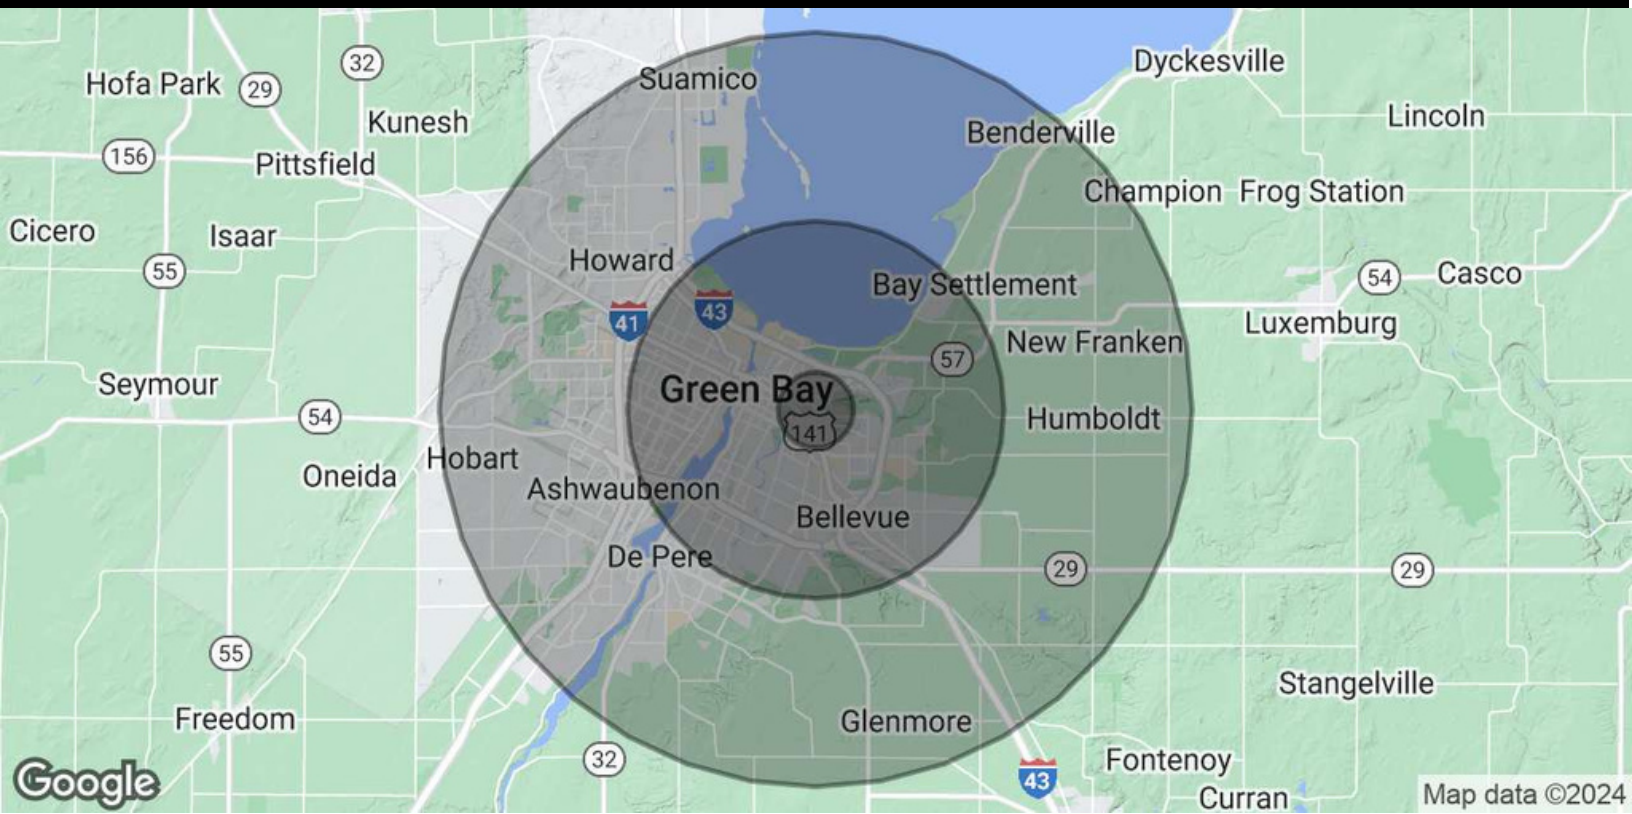 Dyckesville
Suamico
32
Hofa Park
29
Lincoln
Kunesh
Benderville
156
Pittsfield
Champion
Frog Station
Cicero
Isaar
Howard
55
Casco
54
Bay Settlement
43
41
Luxemburg
New Franken
57
Seymour
Green Bay
54
Humboldt
141
Hobart
Oneida
Ashwaubenon
Bellevue
De Pere
29
29
55
Stangelville
Freedom
Glenmore
32
Fontenoy
43
Google
Curran
Map data ©2024